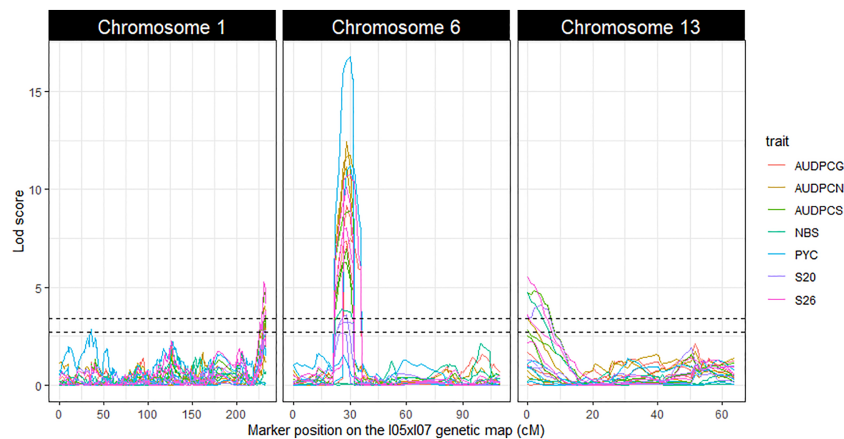 Chromosome 1
Chromosome 6
Chromosome 13
Lod score
15
10
5
0
0 50 100 150 200
0 30 60 90
0 20 40 60
Marker position on the I05xI07 genetic map (cM)
trait
AUDPCG
AUDPCN
AUDPCS
NBS
PYC
S20
S26